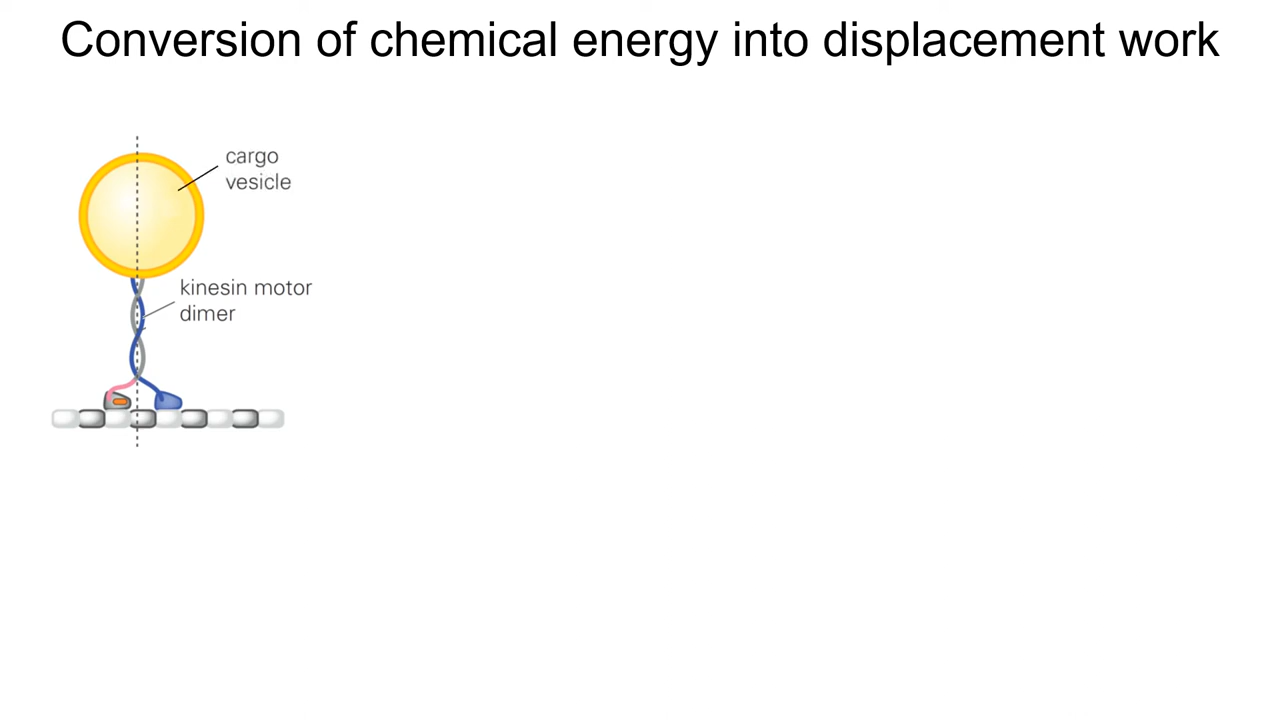 Conversion of chemical energy into displacement work
cargo
vesicle
kinesin motor
dimer